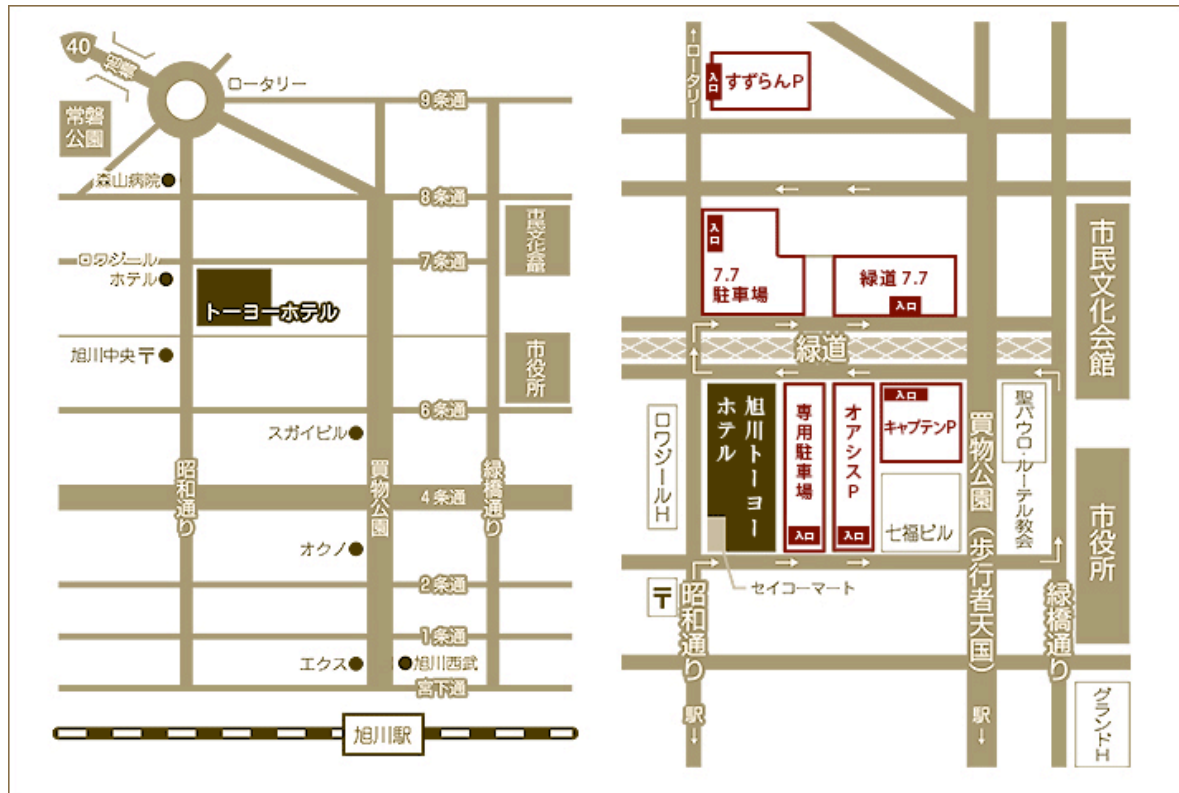 40
旭橋
ロータリー
常磐
公園
9条通
森山病院
8条通
市民文化会館
ロワジール
ホテル
7条通
トーヨーホテル
旭川中央〒
市役所
6条通
スガイビル
昭和通り
買物公園
緑橋通り
4条通
オクノ
2条通
1条通
エクス
旭川西武
宮下通
旭川駅
↑ロータリー
入口
すずらんP
←
←
入口
7.7
駐車場
緑道 7.7
入口
市民文化会館
緑道
ロワジールH
旭川トーヨー
ホテル
専用駐車場
入口
オアシスP
入口
入口
キャプテンP
七福ビル
買物公園(歩行者天国)
聖パウロ・ルーテル教会
市役所
セイコーマート
〒
昭和通り
緑橋通り
駅→
駅→
グランドH